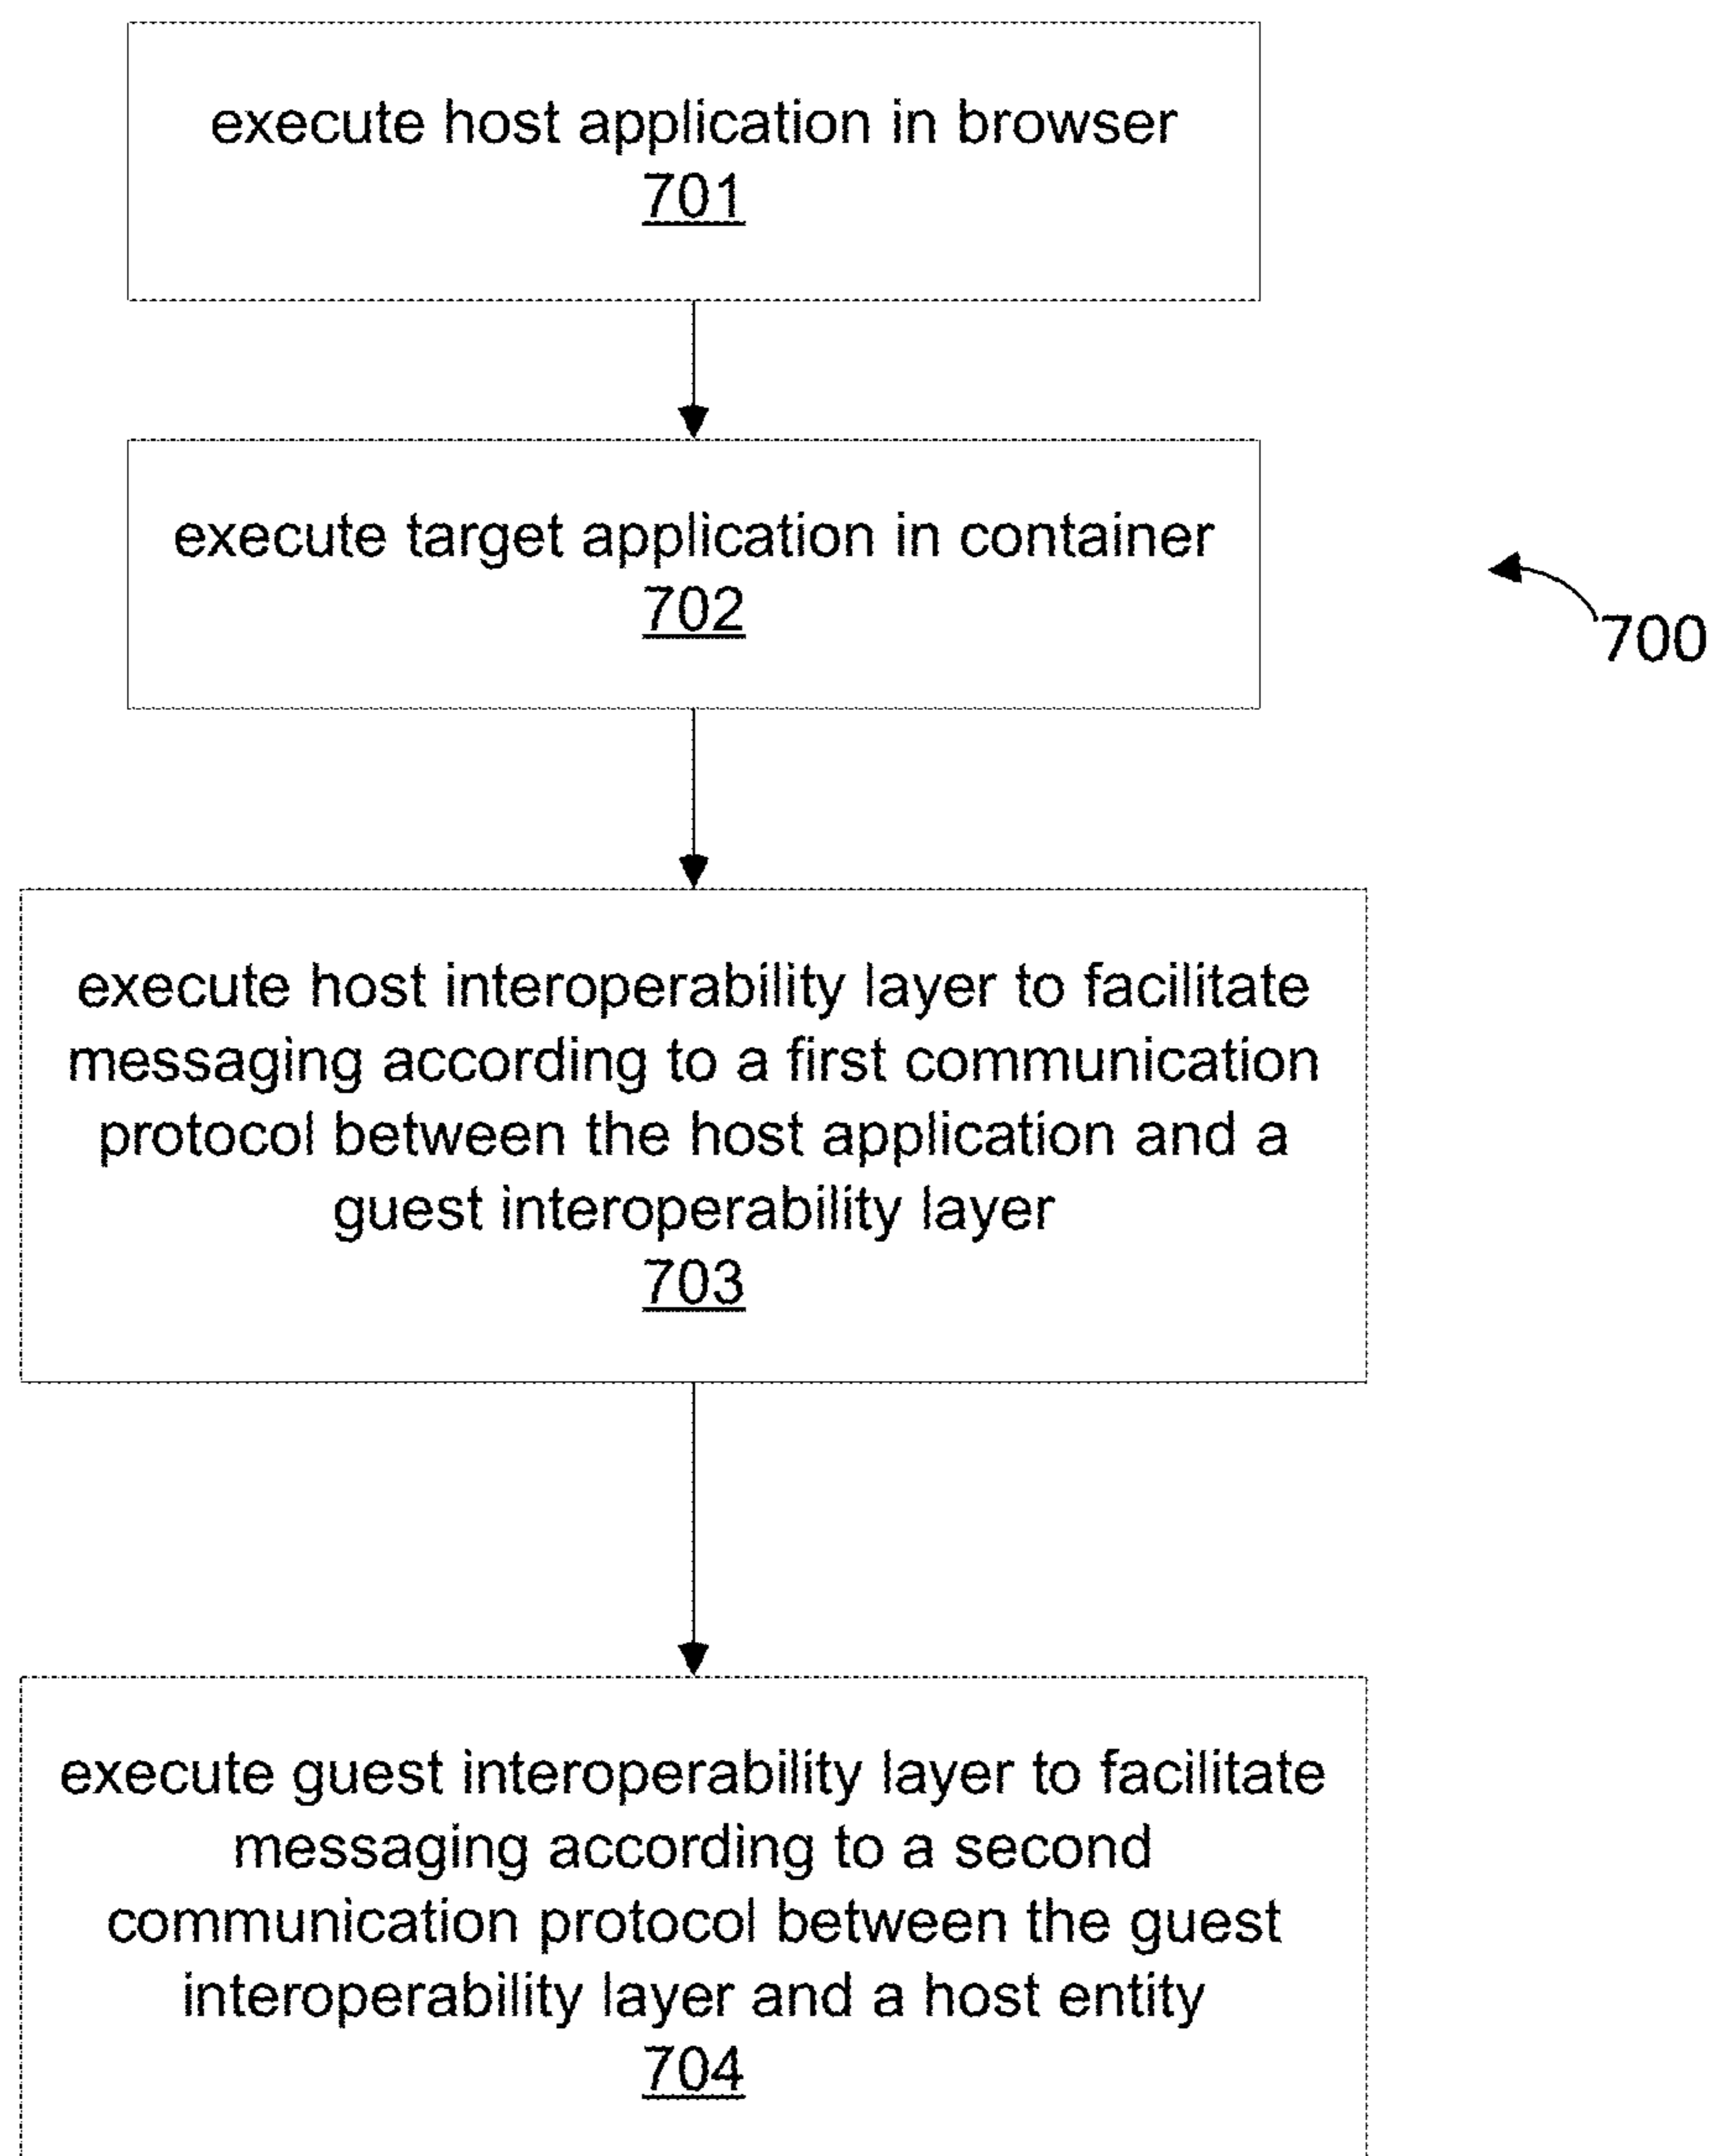 execute host application in browser
701
execute target application in container
702
700
execute host interoperability layer to facilitate
messaging according to a first communication
protocol between the host application and a
guest interoperability layer
703
execute guest interoperability layer to facilitate
messaging according to a second
communication protocol between the guest
interoperability layer and a host entity
704